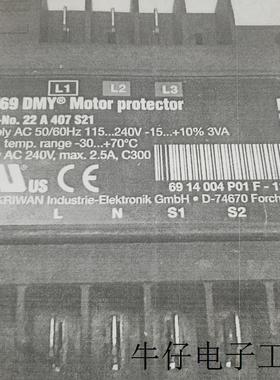 L1 L2 L3
69 DMY® Motor protector
-No. 22 A 407 S21
ly AC 50/60Hz 115...240V -15...+10% 3VA
temp. range -30...+70°C
AC 240V, max. 2.5A, C300
US
69 14 004 P01 F - 1
KRIWAN Industrie-Elektronik GmbH · D-74670 Forch
L N S1 S2
牛仔电子工